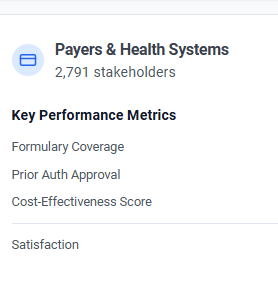 Payers & Health Systems
2,791 stakeholders
Key Performance Metrics
Formulary Coverage
Prior Auth Approval
Cost-Effectiveness Score
Satisfaction